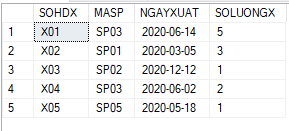 SOHDX MASP NGAYXUAT SOLUONGX
1 X01 SP03 2020-06-14 5
2 X02 SP01 2020-03-05 3
3 X03 SP02 2020-12-12 1
4 X04 SP03 2020-06-02 2
5 X05 SP05 2020-05-18 1